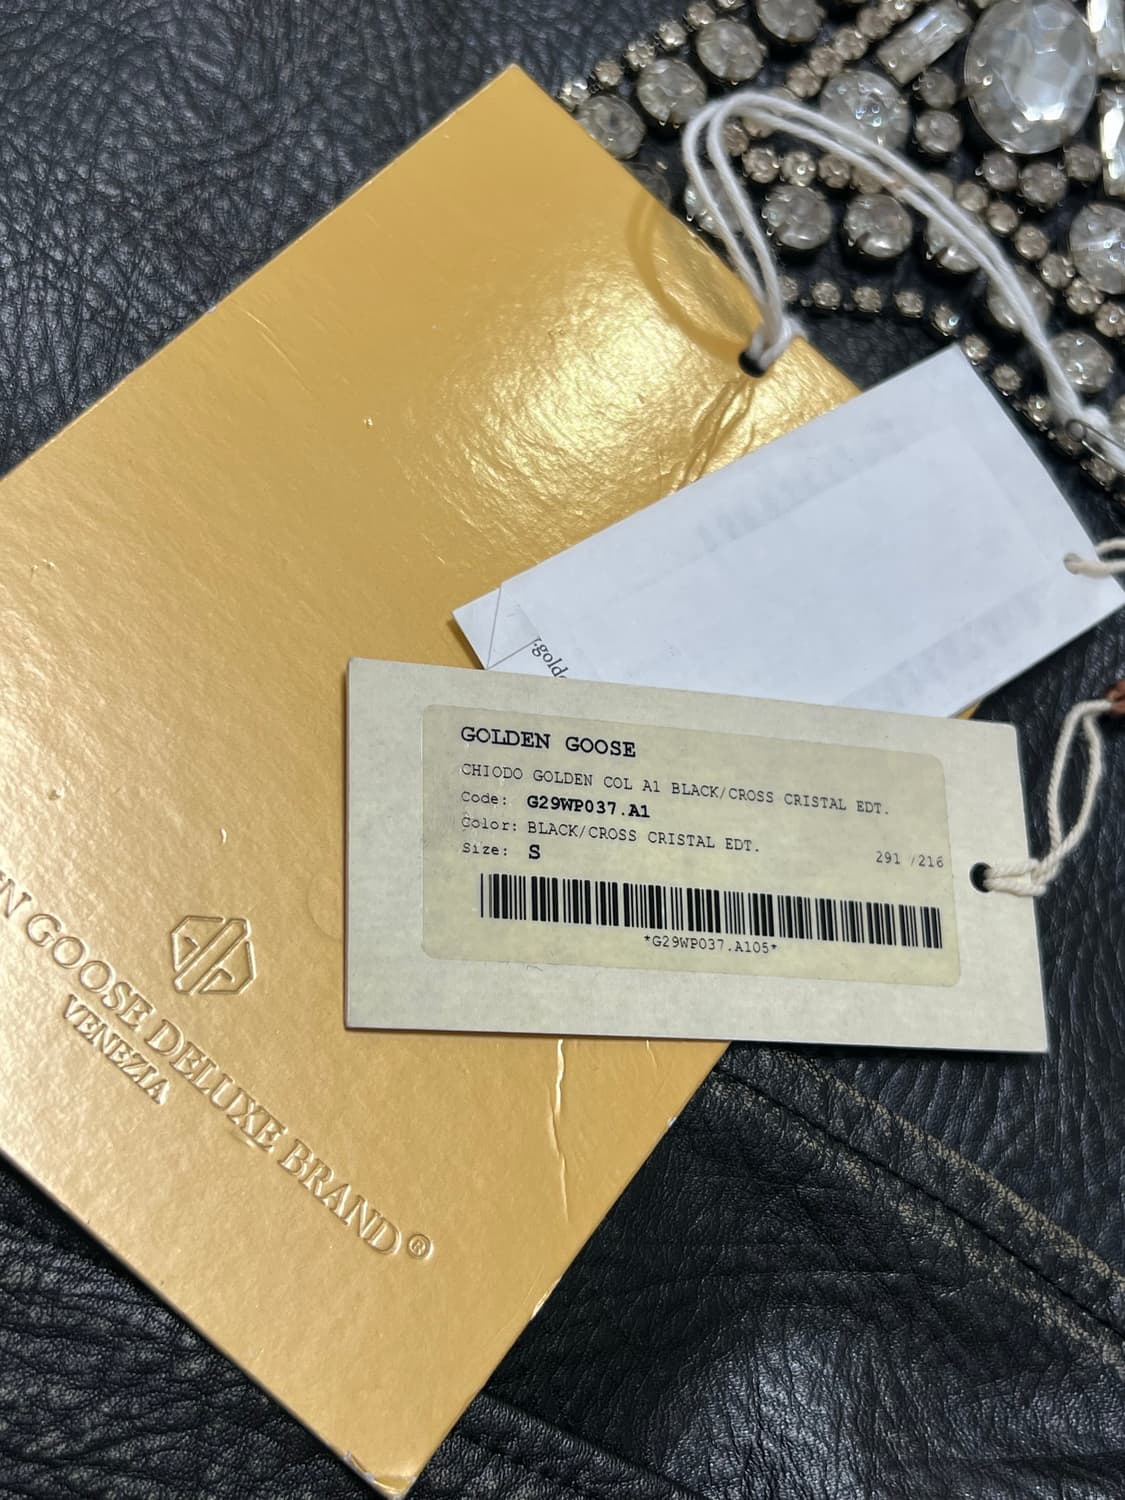 GOLDEN GOOSE
CHIODO GOLDEN COL A1 BLACK/CROSS CRISTAL EDT.
Code: G29WP037.A1
Color: BLACK/CROSS CRISTAL EDT.
Size: S 291 /216
*G29WP037.A105*
GOOSE DELUXE BRAND®
VENEZIA